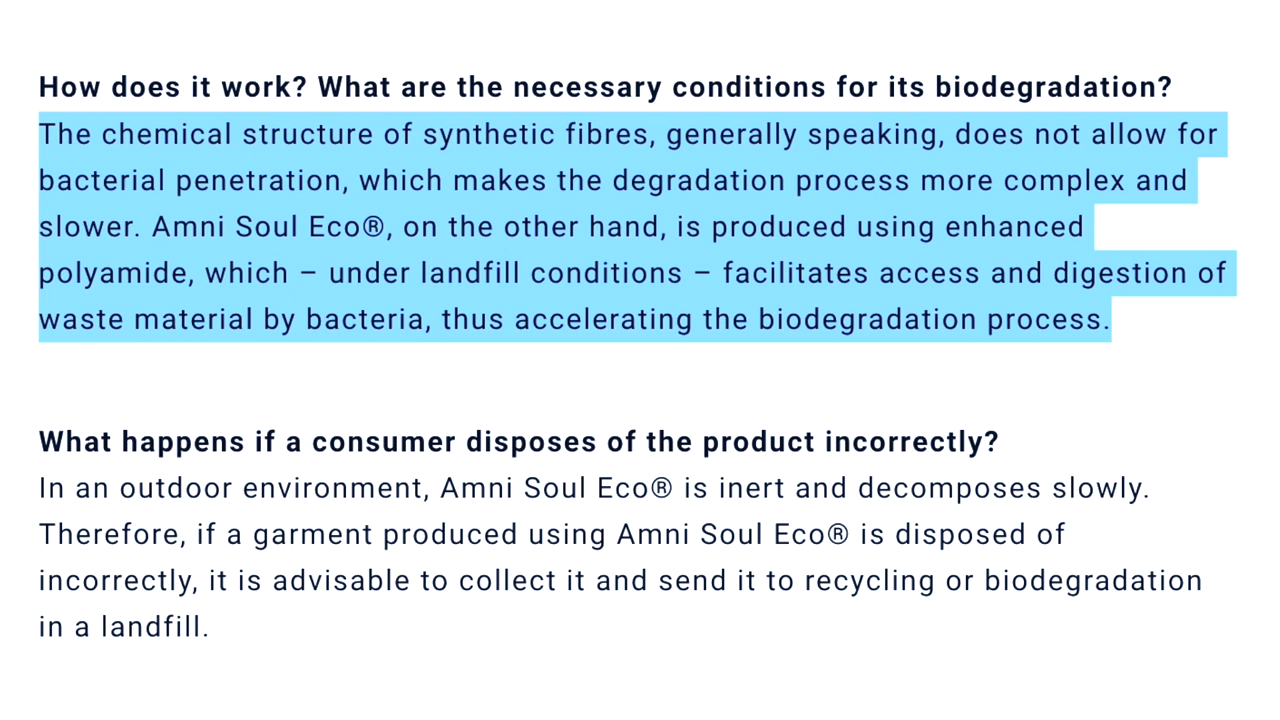 How does it work? What are the necessary conditions for its biodegradation?
The chemical structure of synthetic fibres, generally speaking, does not allow for
bacterial penetration, which makes the degradation process more complex and
slower. Amni Soul Eco®, on the other hand, is produced using enhanced
polyamide, which – under landfill conditions – facilitates access and digestion of
waste material by bacteria, thus accelerating the biodegradation process.
What happens if a consumer disposes of the product incorrectly?
In an outdoor environment, Amni Soul Eco® is inert and decomposes slowly.
Therefore, if a garment produced using Amni Soul Eco® is disposed of
incorrectly, it is advisable to collect it and send it to recycling or biodegradation
in a landfill.